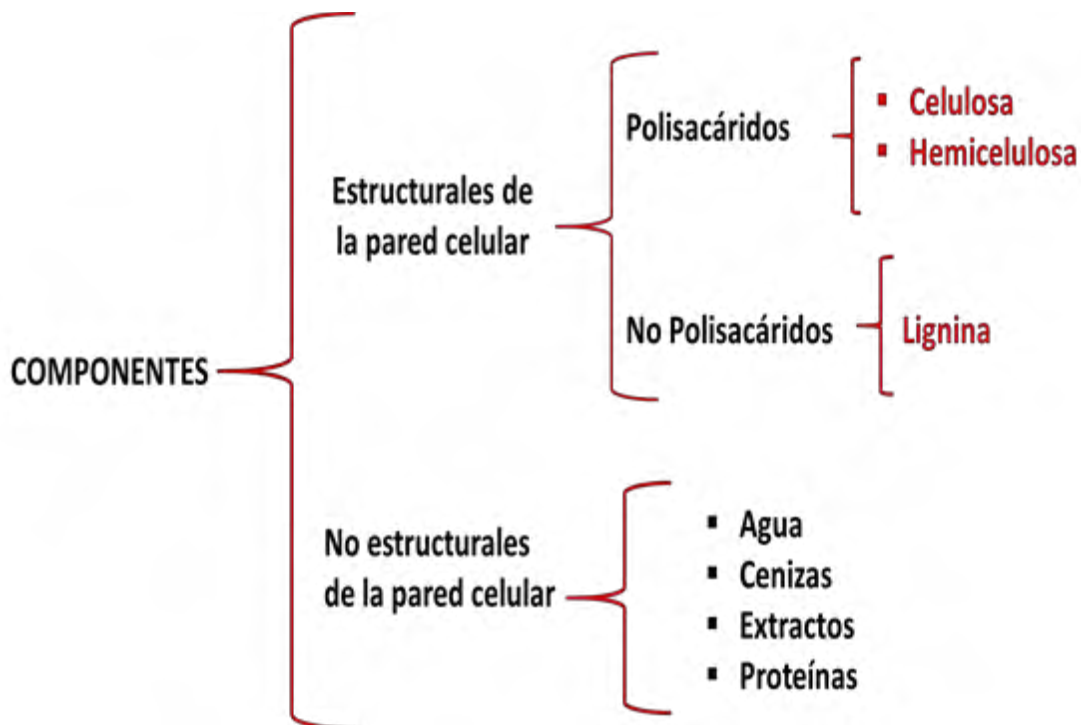 COMPONENTES
Estructurales de
la pared celular
Polisacáridos
▪ Celulosa
▪ Hemicelulosa
No Polisacáridos
Lignina
No estructurales
de la pared celular
▪ Agua
▪ Cenizas
▪ Extractos
▪ Proteínas